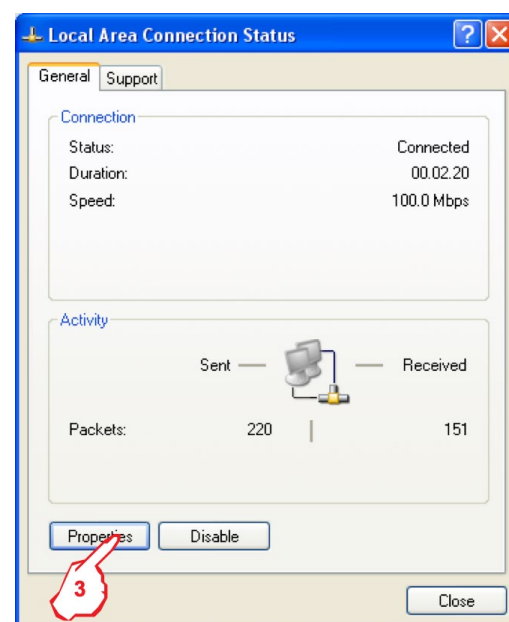 Local Area Connection Status
General Support
Connection
Status: Connected
Duration: 00.02.20
Speed: 100.0 Mbps
Activity
Sent — — Received
Packets: 220 | 151
Properties Disable
3
Close